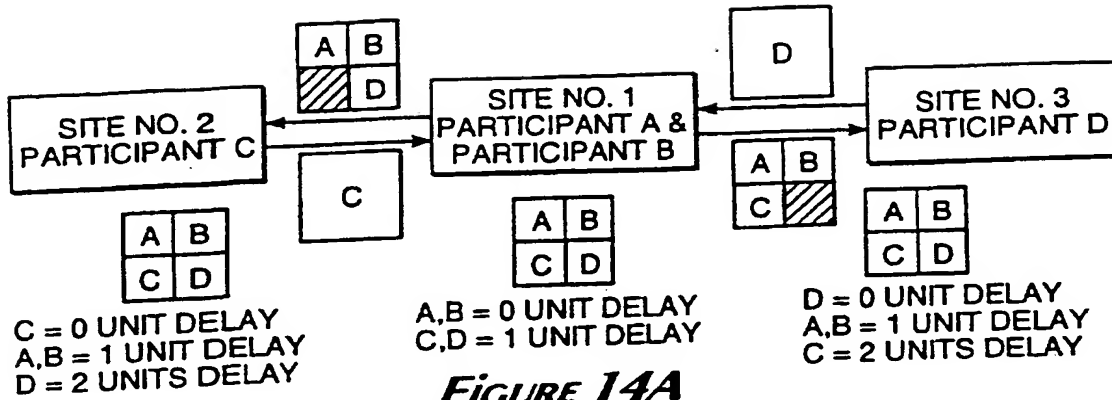 A B
D
D
SITE NO. 2
PARTICIPANT C
SITE NO. 1
PARTICIPANT A &
PARTICIPANT B
SITE NO. 3
PARTICIPANT D
C
A B
C
A B
C D
C = 0 UNIT DELAY
A,B = 1 UNIT DELAY
D = 2 UNITS DELAY
A B
C D
A,B = 0 UNIT DELAY
C,D = 1 UNIT DELAY
A B
C D
D = 0 UNIT DELAY
A,B = 1 UNIT DELAY
C = 2 UNITS DELAY
FIGURE 14A